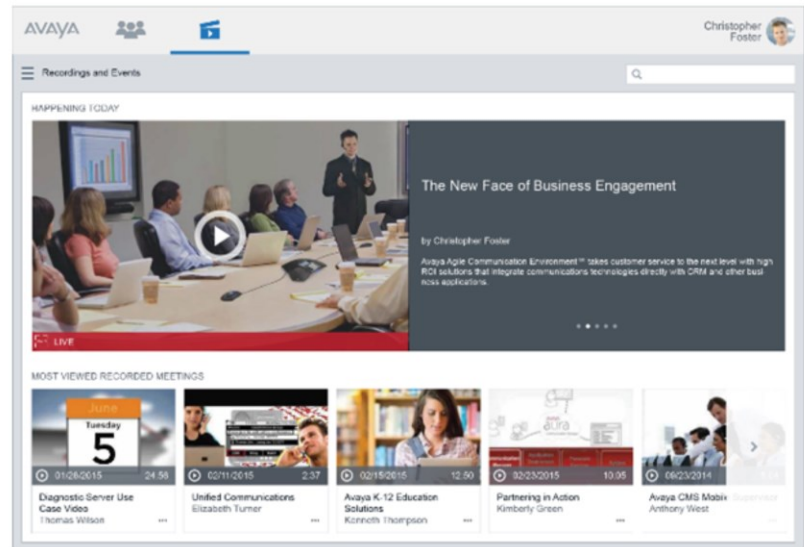 AVAYA
Christopher
Foster
Recordings and Events
HAPPENING TODAY
The New Face of Business Engagement
by Christopher Foster
Avaya Agile Communication Environment™ takes customer service to the next level with high
ROI solutions that integrate communications technologies directly with CRM and other busi-
ness applications.
LIVE
MOST VIEWED RECORDED MEETINGS
June
Tuesday
5
aura
01/26/2015 24:56
02/11/2015 2:37
02/15/2015 12:50
02/23/2015 10:05
06/23/2014
Diagnostic Server Use
Case Video
Thomas Wilson
Unified Communications
Elizabeth Turner
Avaya K-12 Education
Solutions
Kenneth Thompson
Partnering in Action
Kimberly Green
Avaya CMS Mobile Supervisor
Anthony West